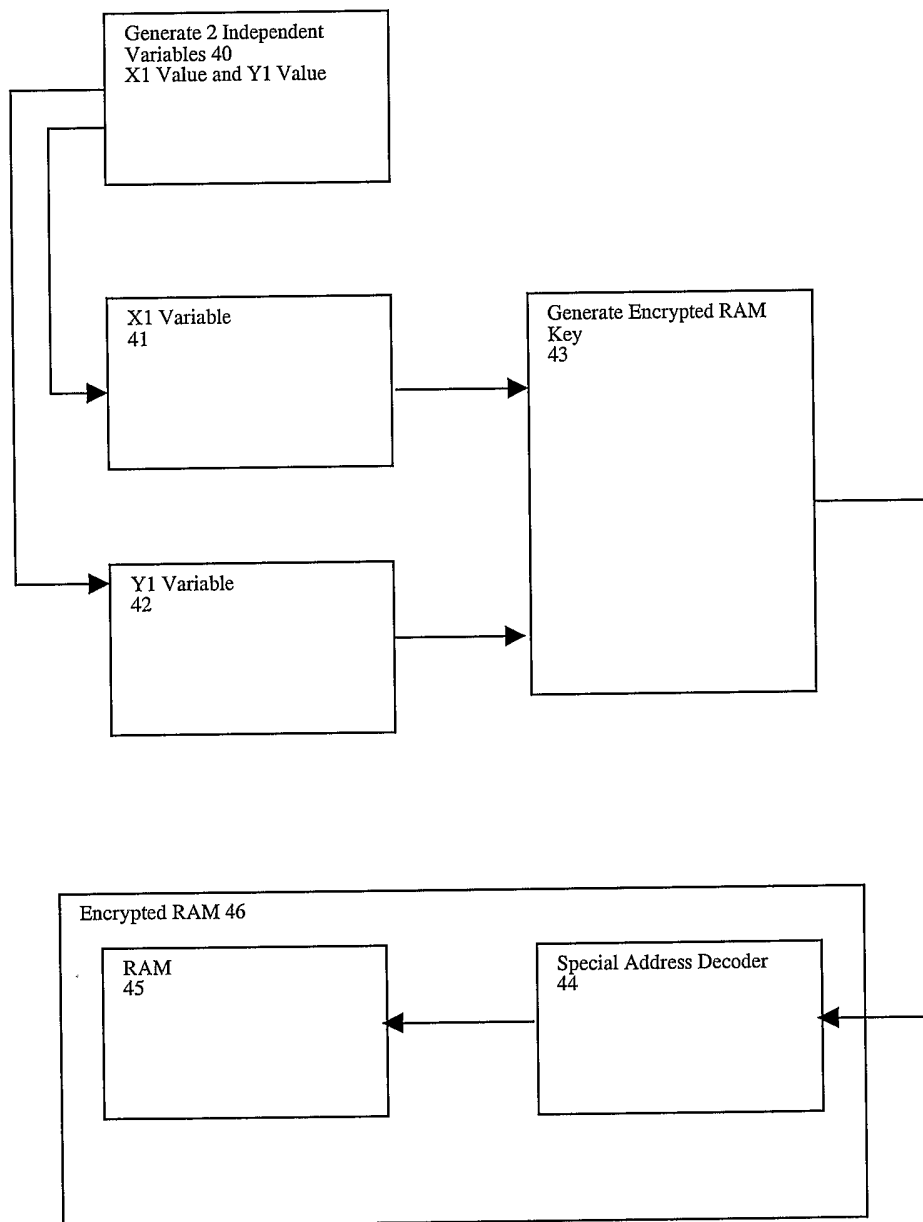 Generate 2 Independent
Variables 40
X1 Value and Y1 Value
X1 Variable
41
Generate Encrypted RAM
Key
43
Y1 Variable
42
Encrypted RAM 46
RAM
45
Special Address Decoder
44